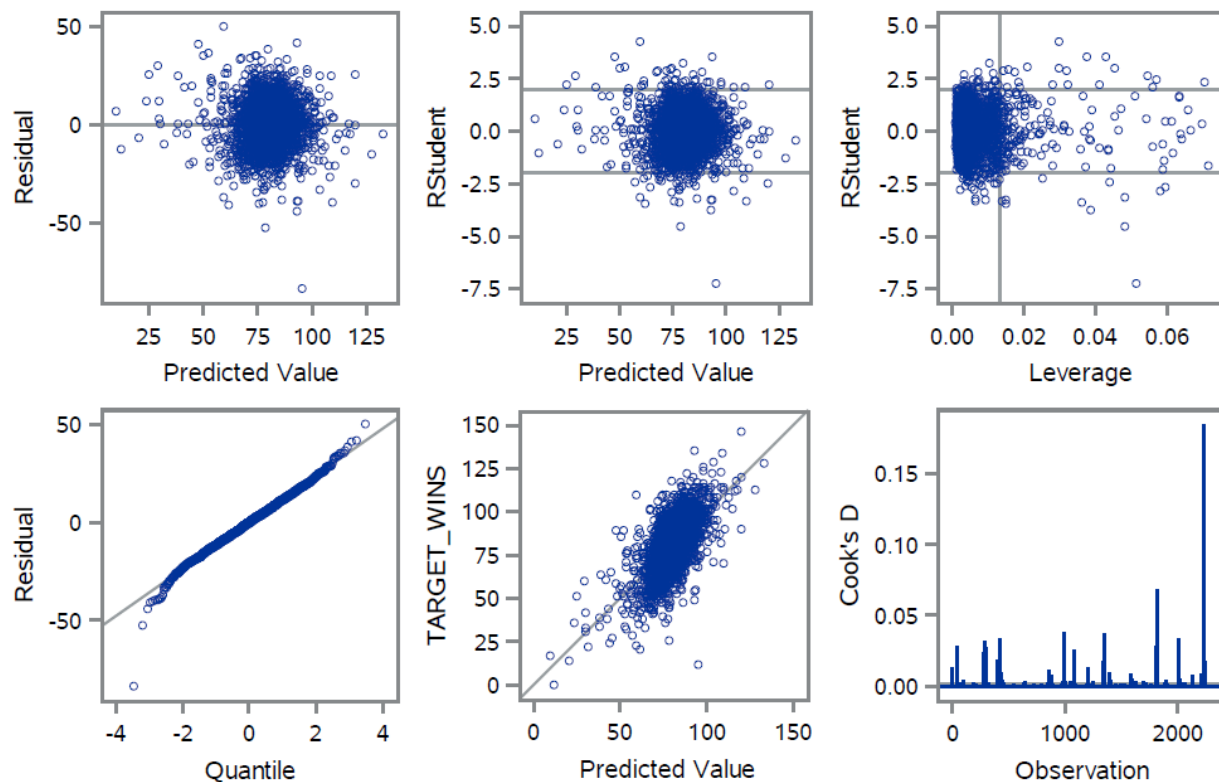 50
0
-50
Residual
25 50 75 100 125
Predicted Value
5.0
2.5
0.0
-2.5
-5.0
-7.5
RStudent
25 50 75 100 125
Predicted Value
5.0
2.5
0.0
-2.5
-5.0
-7.5
RStudent
0.00 0.02 0.04 0.06
Leverage
50
0
-50
Residual
-4 -2 0 2 4
Quantile
150
125
100
75
50
25
0
TARGET_WINS
0 50 100 150
Predicted Value
0.15
0.10
0.05
0.00
Cook's D
0 1000 2000
Observation